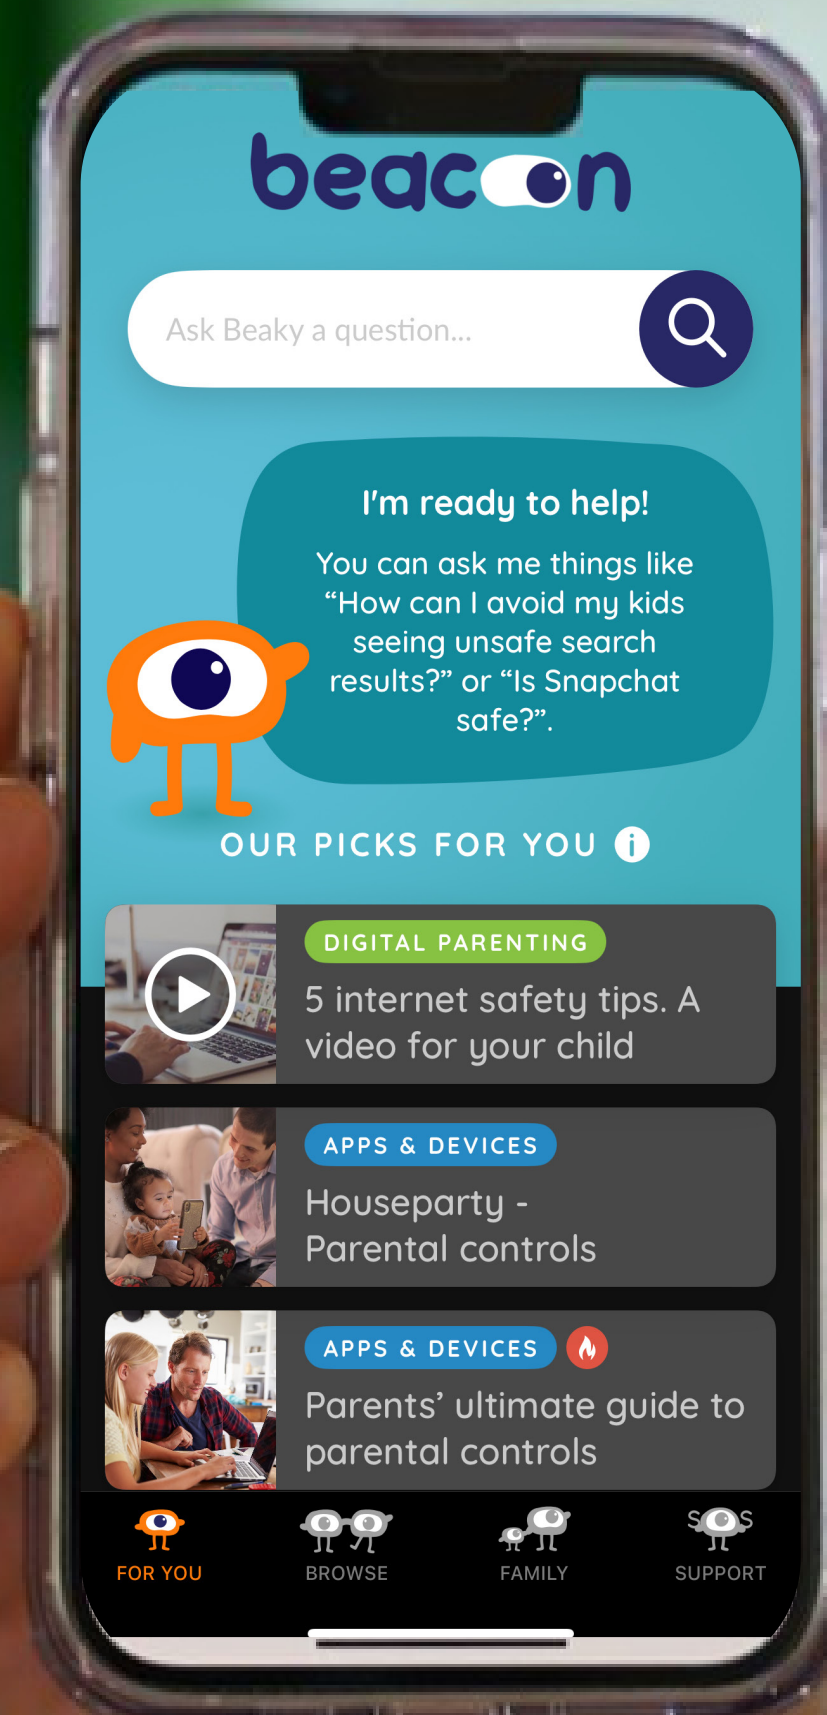 beacon
Ask Beaky a question...
I'm ready to help!
You can ask me things like
“How can I avoid my kids
seeing unsafe search
results?” or “Is Snapchat
safe?”.
OUR PICKS FOR YOU i
DIGITAL PARENTING
5 internet safety tips. A
video for your child
APPS & DEVICES
Houseparty -
Parental controls
APPS & DEVICES
Parents’ ultimate guide to
parental controls
FOR YOU
BROWSE
FAMILY
SOS
SUPPORT